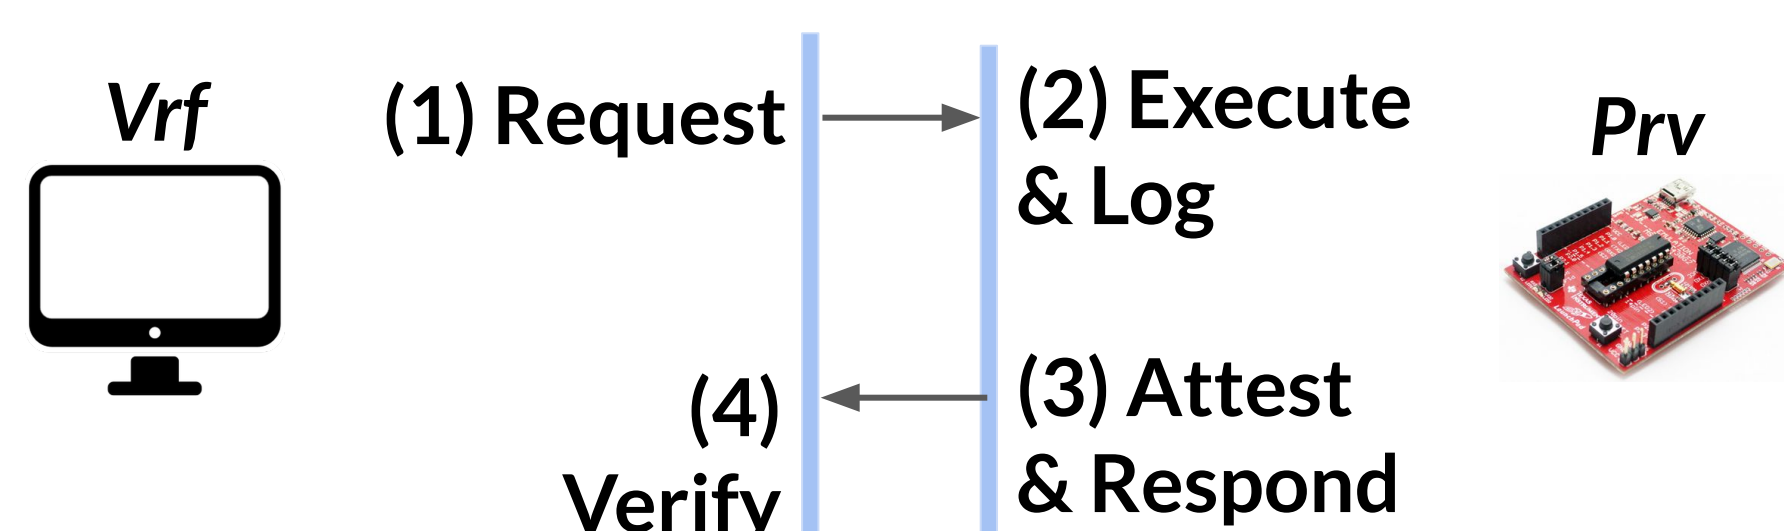 Vrf
(1) Request
(2) Execute
& Log
Prv
(3) Attest
& Respond
(4)
Verify